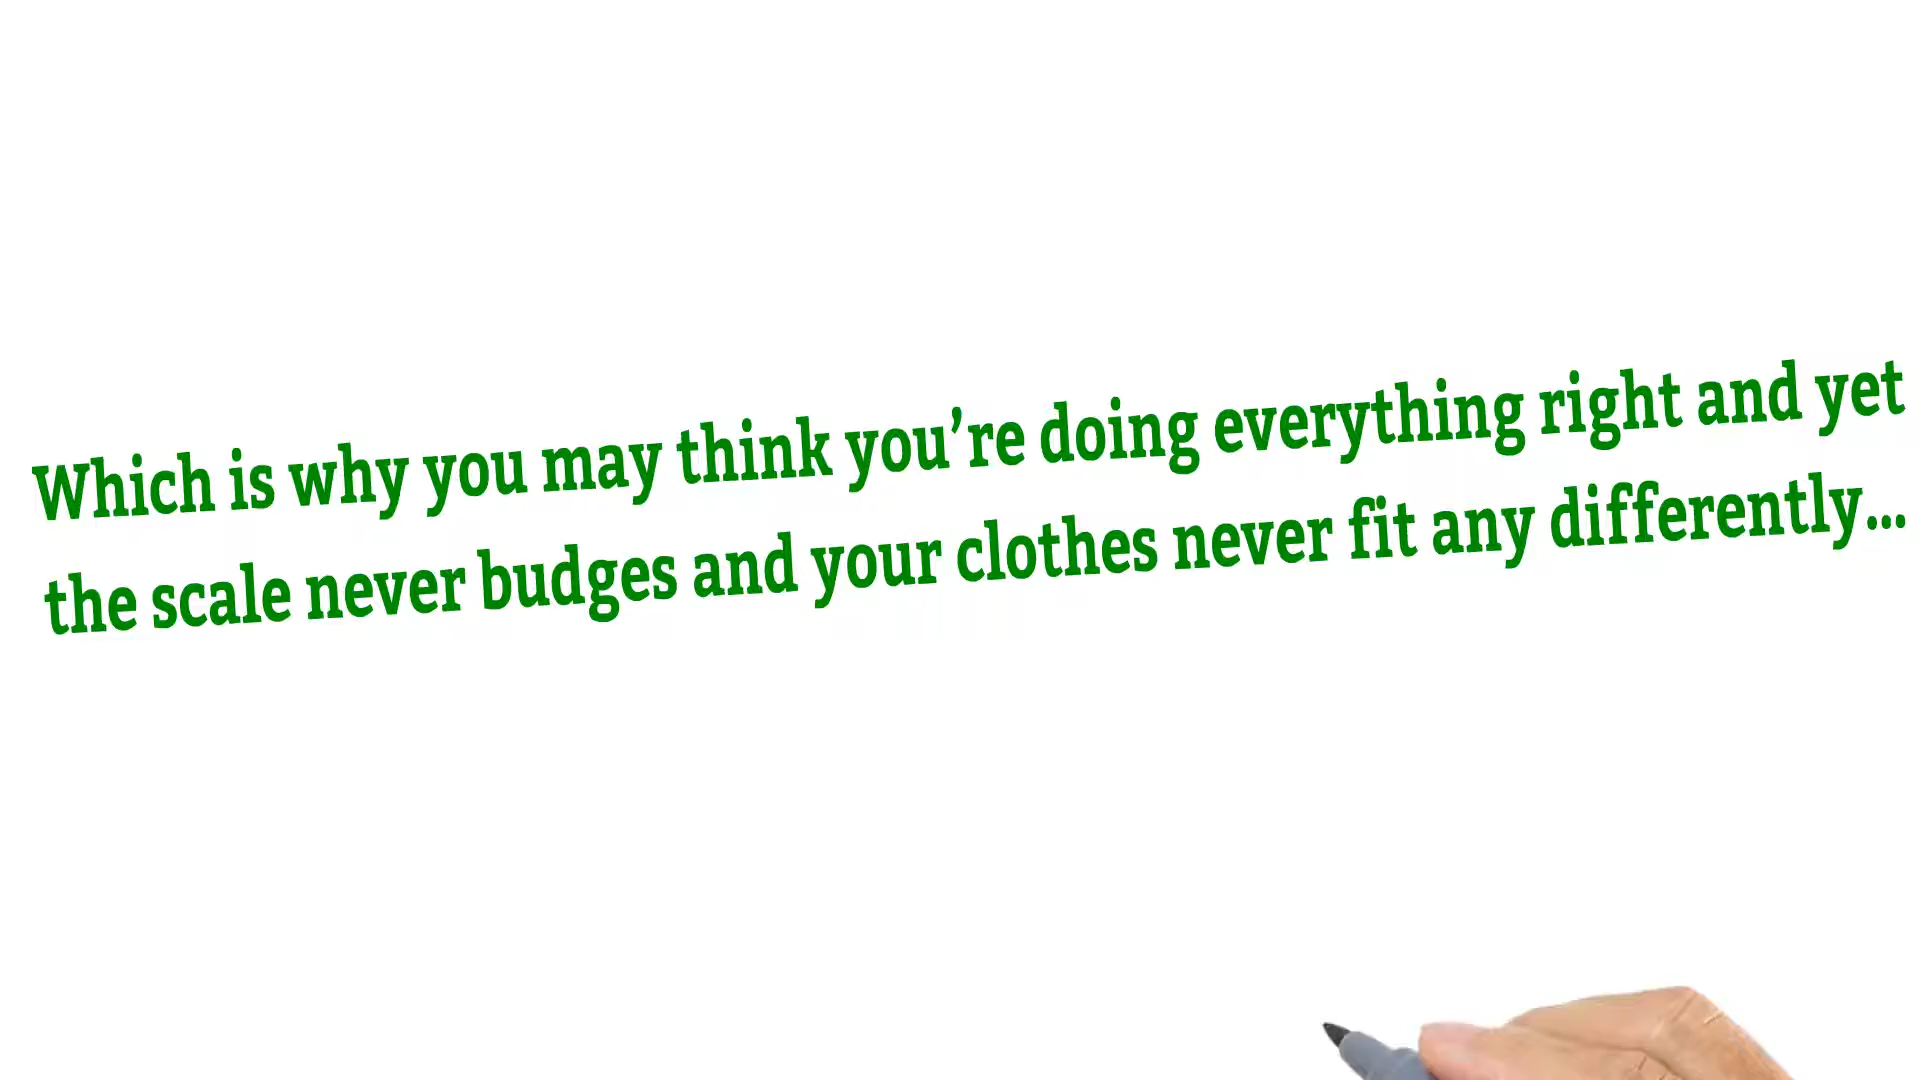 Which is why you may think you’re doing everything right and yet
the scale never budges and your clothes never fit any differently...